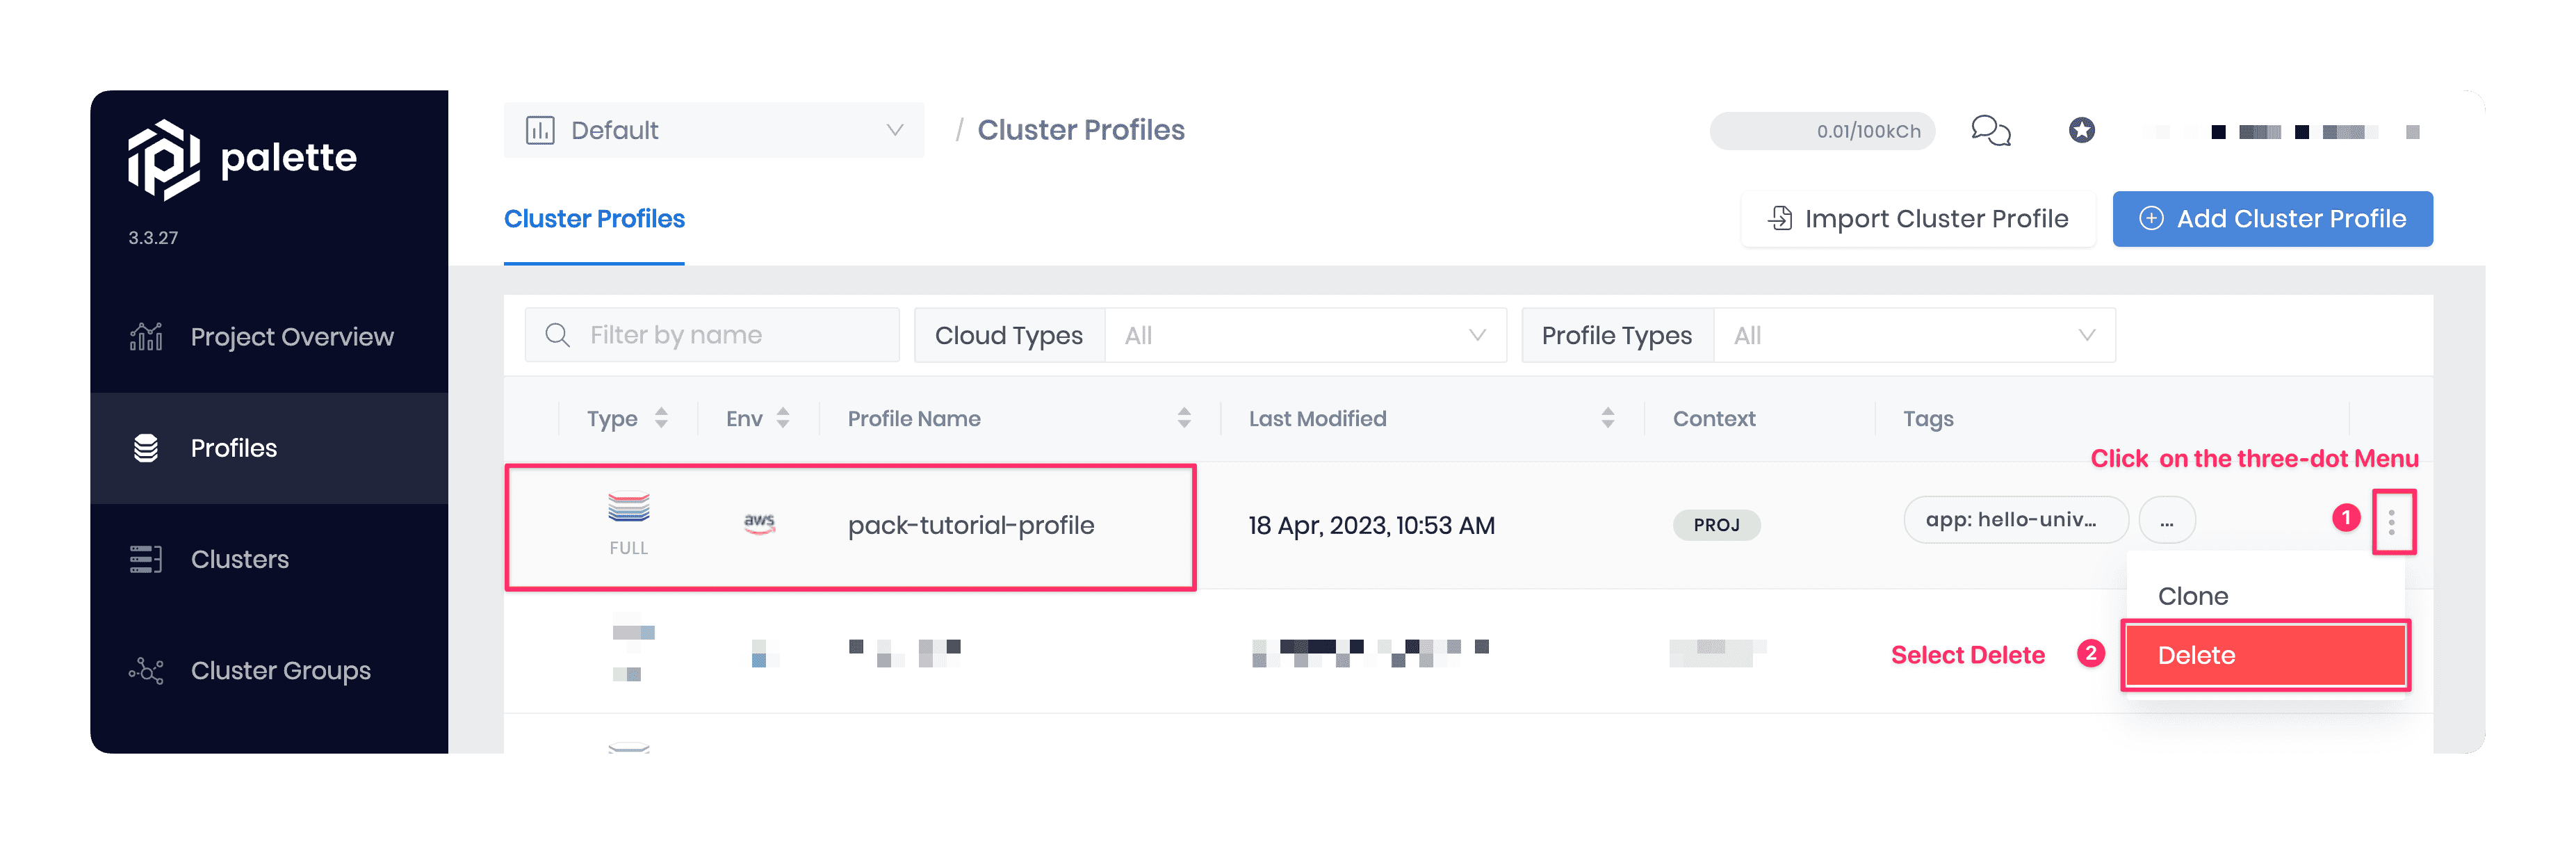 palette
3.3.27
Project Overview
Profiles
Clusters
Cluster Groups
Default
/ Cluster Profiles
0.01/100kCh
Cluster Profiles
Import Cluster Profile
Add Cluster Profile
Filter by name
Cloud Types
All
Profile Types
All
Type
Env
Profile Name
Last Modified
Context
Tags
Click on the three-dot Menu
FULL
aws
pack-tutorial-profile
18 Apr, 2023, 10:53 AM
PROJ
app: hello-univ...
...
1
Clone
Select Delete
2
Delete